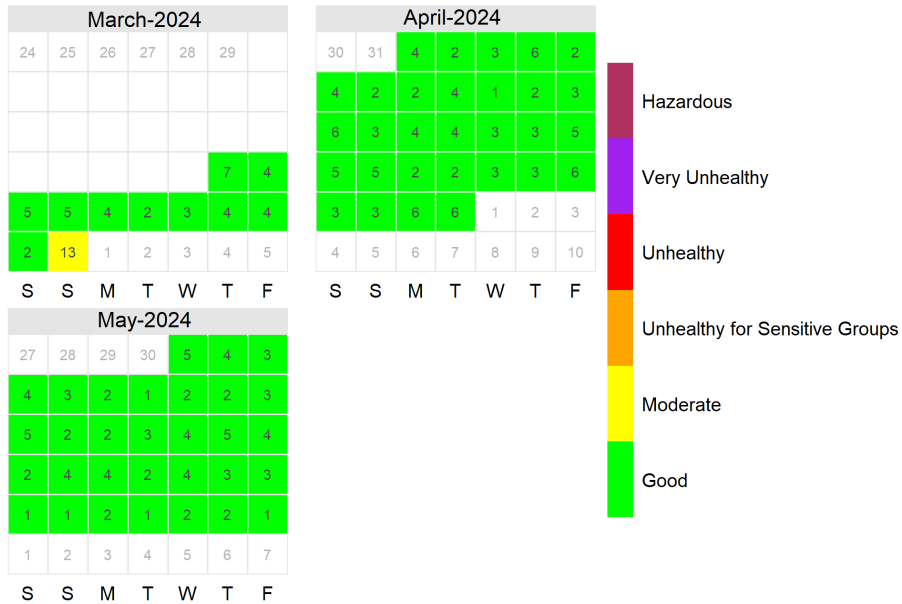 March-2024
24 25 26 27 28 29
7 4
5 5 4 2 3 4 4
2 13 1 2 3 4 5
S S M T W T F
April-2024
30 31 4 2 3 6 2
4 2 2 4 1 2 3
6 3 4 4 3 3 5
5 5 2 2 3 3 6
3 3 6 6 1 2 3
4 5 6 7 8 9 10
S S M T W T F
May-2024
27 28 29 30 5 4 3
4 3 2 1 2 2 3
5 2 2 3 4 5 4
2 4 4 2 4 3 3
1 1 2 1 2 2 1
1 2 3 4 5 6 7
S S M T W T F
Hazardous
Very Unhealthy
Unhealthy
Unhealthy for Sensitive Groups
Moderate
Good